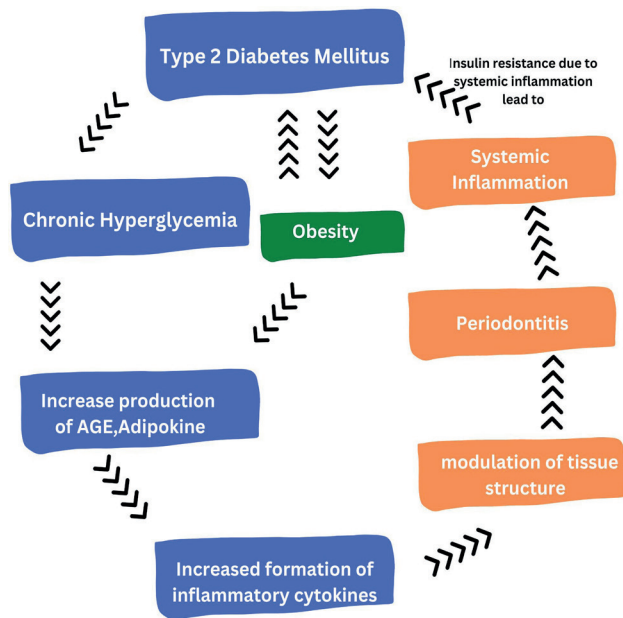 Type 2 Diabetes Mellitus
Insulin resistance due to
systemic inflammation
lead to
Systemic
Inflammation
Chronic Hyperglycemia
Obesity
Periodontitis
Increase production
of AGE,Adipokine
modulation of tissue
structure
Increased formation of
inflammatory cytokines